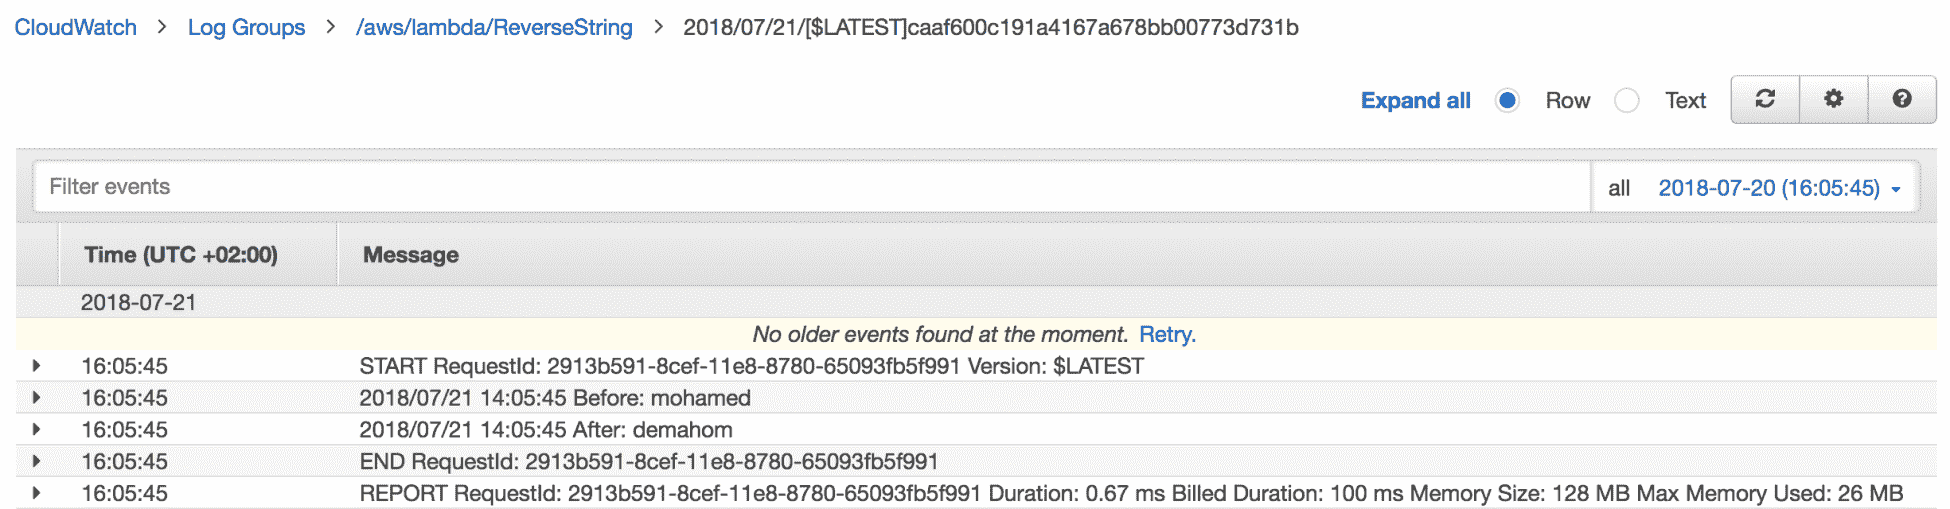 CloudWatch > Log Groups > /aws/lambda/ReverseString > 2018/07/21/[$LATEST]caaf600c191a4167a678bb00773d731b
Expand all Row Text
Filter events all 2018-07-20 (16:05:45)
Time (UTC +02:00) Message
2018-07-21
No older events found at the moment. Retry.
16:05:45 START RequestId: 2913b591-8cef-11e8-8780-65093fb5f991 Version: $LATEST
16:05:45 2018/07/21 14:05:45 Before: mohamed
16:05:45 2018/07/21 14:05:45 After: demahom
16:05:45 END RequestId: 2913b591-8cef-11e8-8780-65093fb5f991
16:05:45 REPORT RequestId: 2913b591-8cef-11e8-8780-65093fb5f991 Duration: 0.67 ms Billed Duration: 100 ms Memory Size: 128 MB Max Memory Used: 26 MB